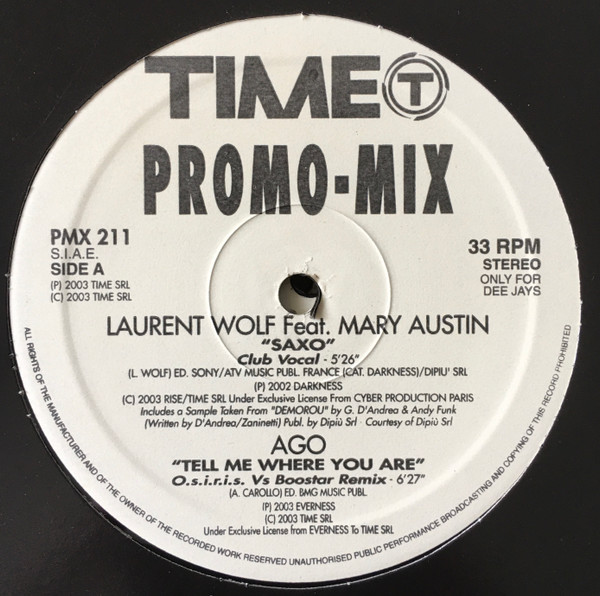 TIME T
PROMO-MIX
PMX 211
S.I.A.E.
SIDE A
(P) 2003 TIME SRL
(C) 2003 TIME SRL
33 RPM
STEREO
ONLY FOR
DEE JAYS
LAURENT WOLF Feat. MARY AUSTIN
"SAXO"
Club Vocal - 5'26"
(L. WOLF) ED. SONY/ATV MUSIC PUBL. FRANCE (CAT. DARKNESS)/DIPIU' SRL
(P) 2002 DARKNESS
(C) 2003 RISE/TIME SRL Under Exclusive License From CYBER PRODUCTION PARIS
Includes a Sample Taken From "DEMOROU" by G. D'Andrea & Andy Funk
(Written by D'Andrea/Zaninetti) Publ. by Dipiù Srl · Courtesy of Dipiù Srl
AGO
"TELL ME WHERE YOU ARE"
O.s.i.r.i.s. Vs Boostar Remix - 6'27"
(A. CAROLLO) ED. BMG MUSIC PUBL.
(P) 2003 EVERNESS
(C) 2003 TIME SRL
Under Exclusive License from EVERNESS To TIME SRL
ALL RIGHTS OF THE MANUFACTURER AND OF THE OWNER OF THE RECORDED WORK RESERVED UNAUTHORISED PUBLIC PERFORMANCE BROADCASTING AND COPYING OF THIS RECORD PROHIBITED